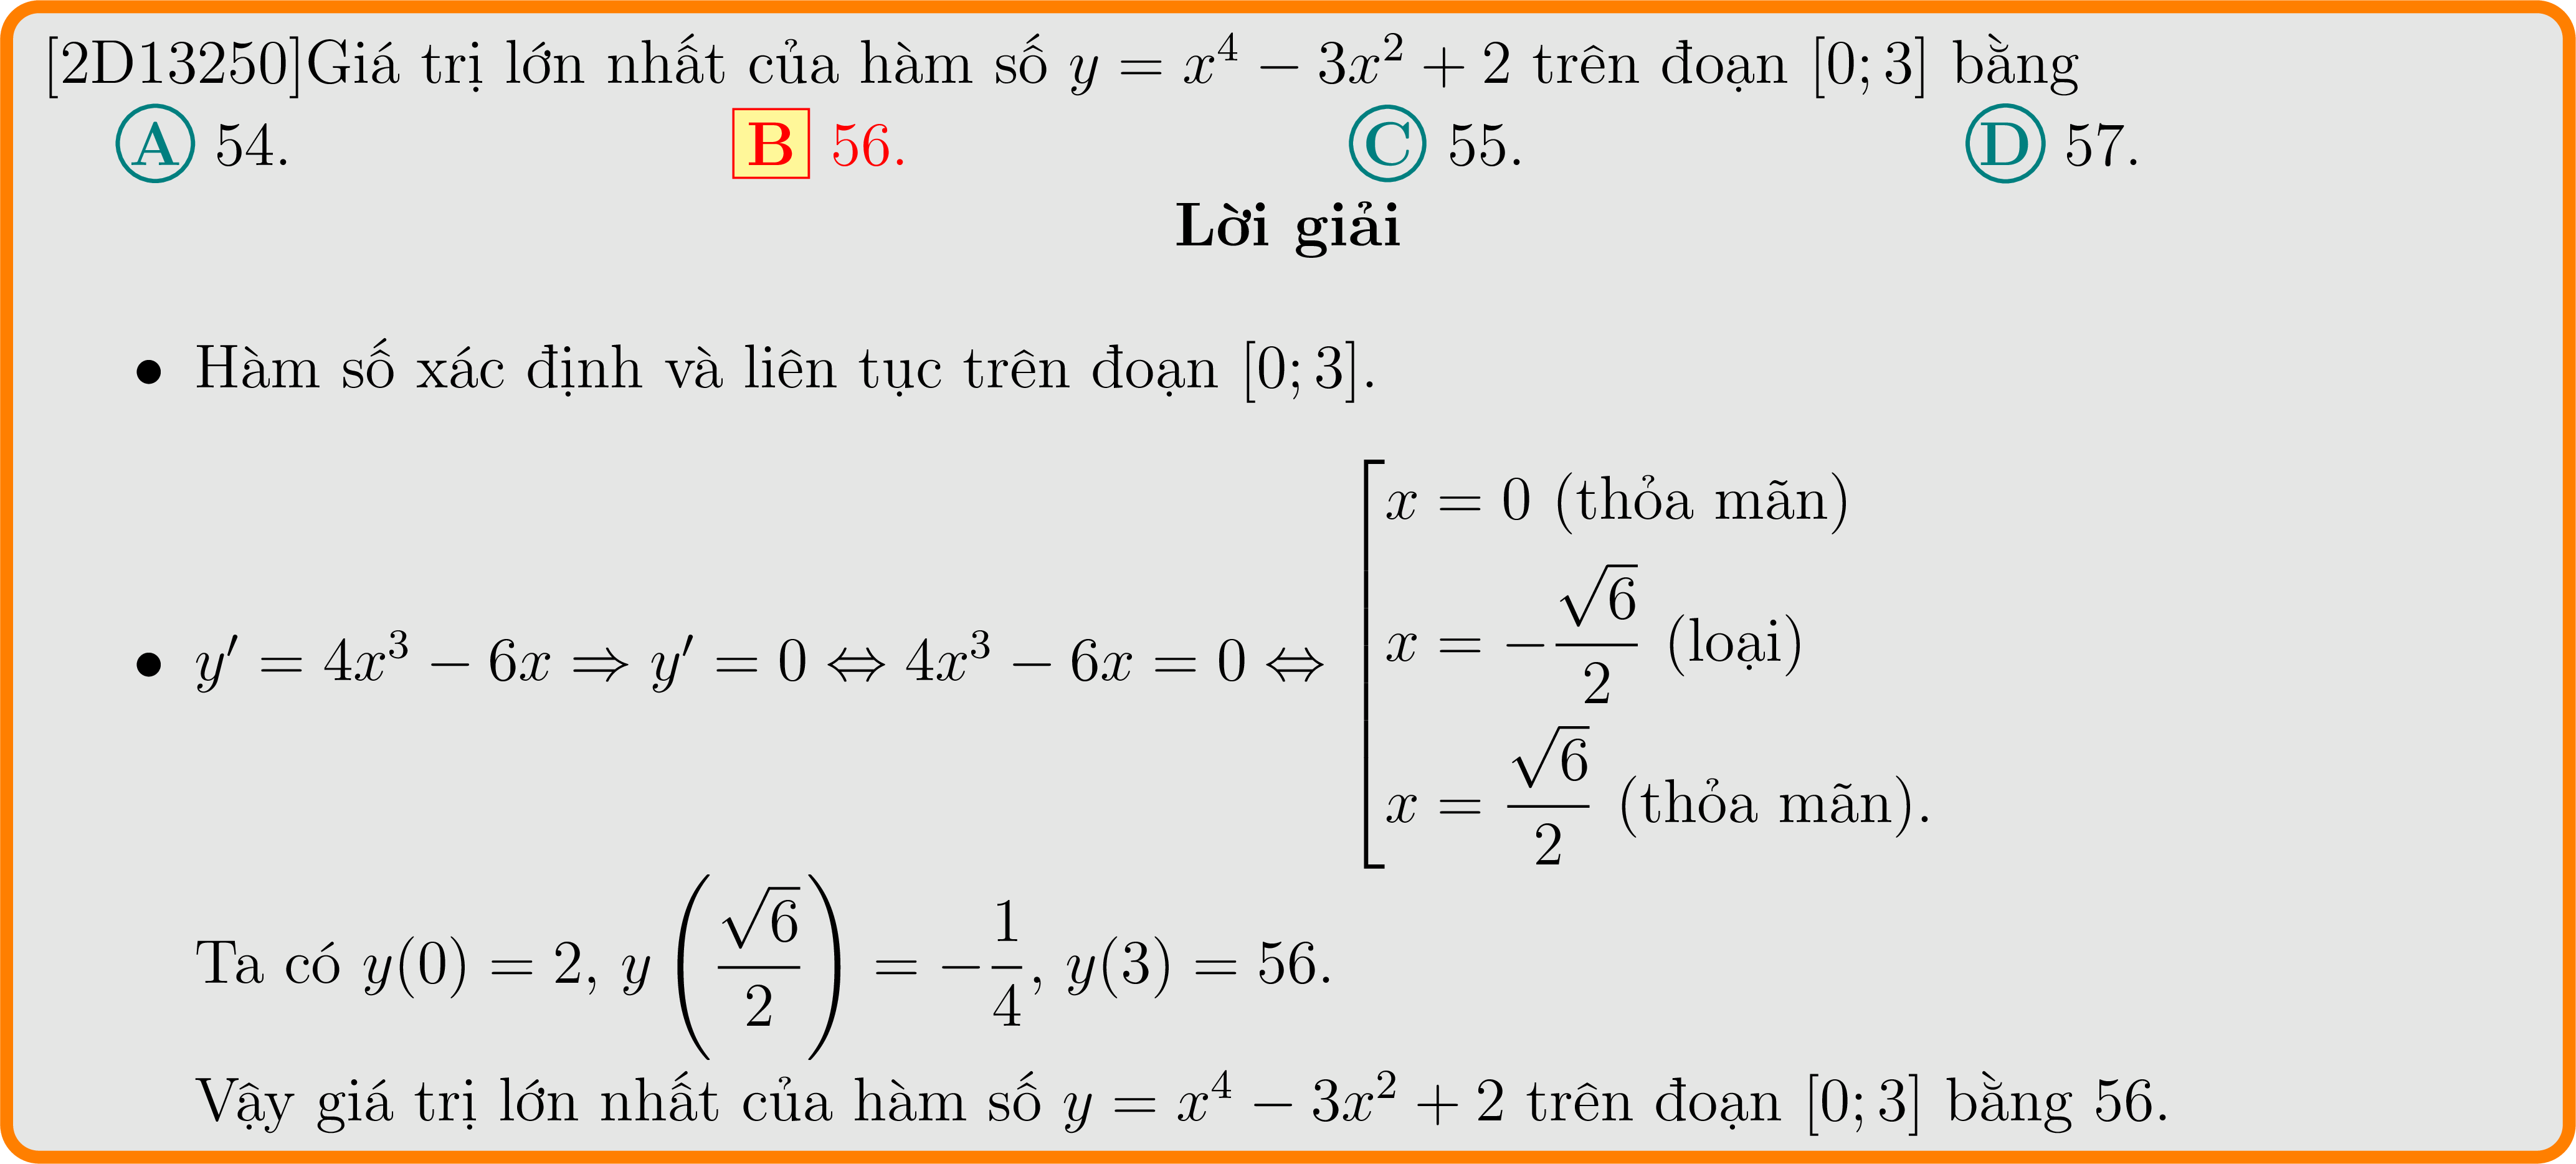 [2D13250]Giá trị lớn nhất của hàm số $y = x^4 - 3x^2 + 2$ trên đoạn $[0; 3]$ bằng
A 54. B 56. C 55. D 57.
Lời giải
• Hàm số xác định và liên tục trên đoạn $[0; 3]$.
• $y' = 4x^3 - 6x \Rightarrow y' = 0 \Leftrightarrow 4x^3 - 6x = 0 \Leftrightarrow \left[\begin{array}{l} x = 0 \text{ (thỏa mãn)} \\ x = -\dfrac{\sqrt{6}}{2} \text{ (loại)} \\ x = \dfrac{\sqrt{6}}{2} \text{ (thỏa mãn).} \end{array}\right.$
Ta có $y(0) = 2$, $y\left(\dfrac{\sqrt{6}}{2}\right) = -\dfrac{1}{4}$, $y(3) = 56$.
Vậy giá trị lớn nhất của hàm số $y = x^4 - 3x^2 + 2$ trên đoạn $[0; 3]$ bằng 56.